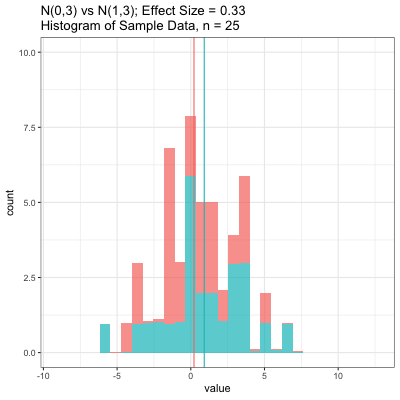 N(0,3) vs N(1,3); Effect Size = 0.33
Histogram of Sample Data, n = 25
10.0
7.5
5.0
2.5
0.0
count
-10
-5
0
5
10
value